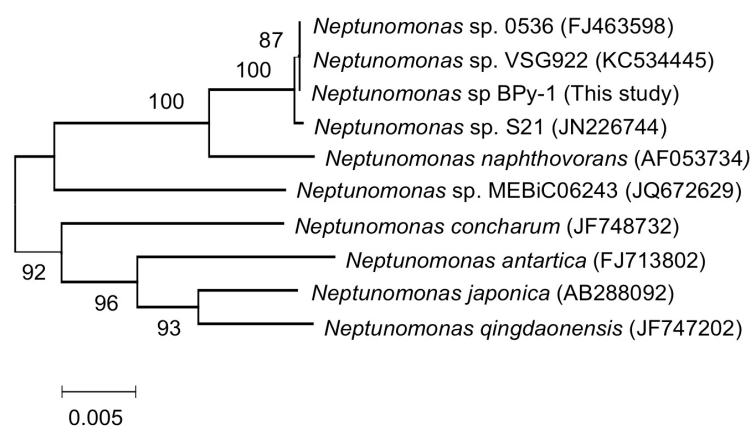 Neptunomonas sp. 0536 (FJ463598)
87
Neptunomonas sp. VSG922 (KC534445)
100
Neptunomonas sp BPy-1 (This study)
100
Neptunomonas sp. S21 (JN226744)
Neptunomonas naphthovorans (AF053734)
Neptunomonas sp. MEBiC06243 (JQ672629)
Neptunomonas concharum (JF748732)
Neptunomonas antartica (FJ713802)
92
Neptunomonas japonica (AB288092)
96
Neptunomonas qingdaonensis (JF747202)
93
0.005